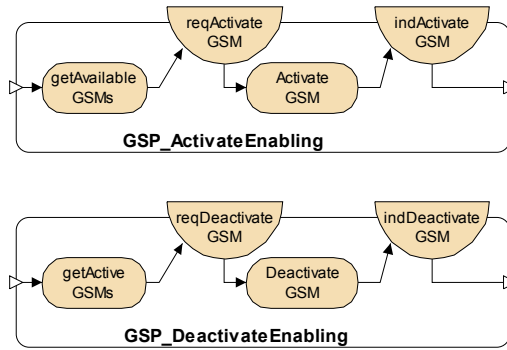 reqActivate
GSM
indActivate
GSM
getAvailable
GSMs
Activate
GSM
GSP_ActivateEnabling
reqDeactivate
GSM
indDeactivate
GSM
getActive
GSMs
Deactivate
GSM
GSP_DeactivateEnabling